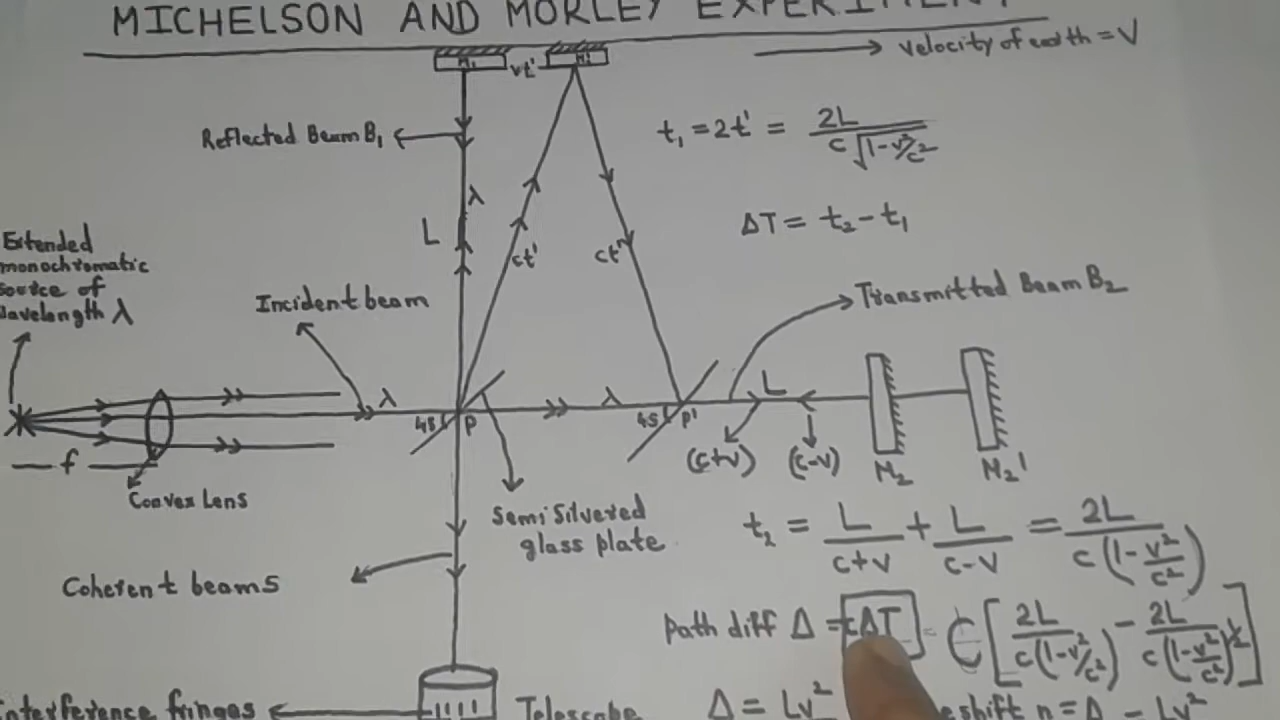 MICHELSON AND MORLEY EXPERIMENT
velocity of earth = V
M₁
vt'
M₁'
Reflected Beam B₁
t₁ = 2t' = 2L / c√(1-v²/c²)
λ
L
ΔT = t₂ - t₁
ct'
ct'
Extended
monochromatic
source of
wavelength λ
Incident beam
Transmitted Beam B₂
λ
λ
L
45
P
45
P'
(c+v)
(c-v)
M₂
M₂'
f
Convex Lens
Semi Silvered
glass plate
t₂ = L/(c+v) + L/(c-v) = 2L / c(1-v²/c²)
Coherent beams
Path diff Δ = cΔT = C[2L / c(1-v²/c²) - 2L / c(1-v²/c²)^½]
interference fringes
Telescope
Δ = Lv²
shift n = Δ - Lv²